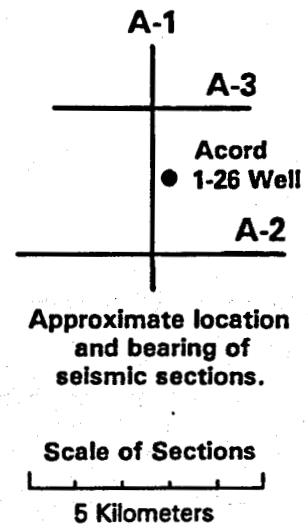 A-1
A-3
Acord
1-26 Well
A-2
Approximate location
and bearing of
seismic sections.
Scale of Sections
5 Kilometers